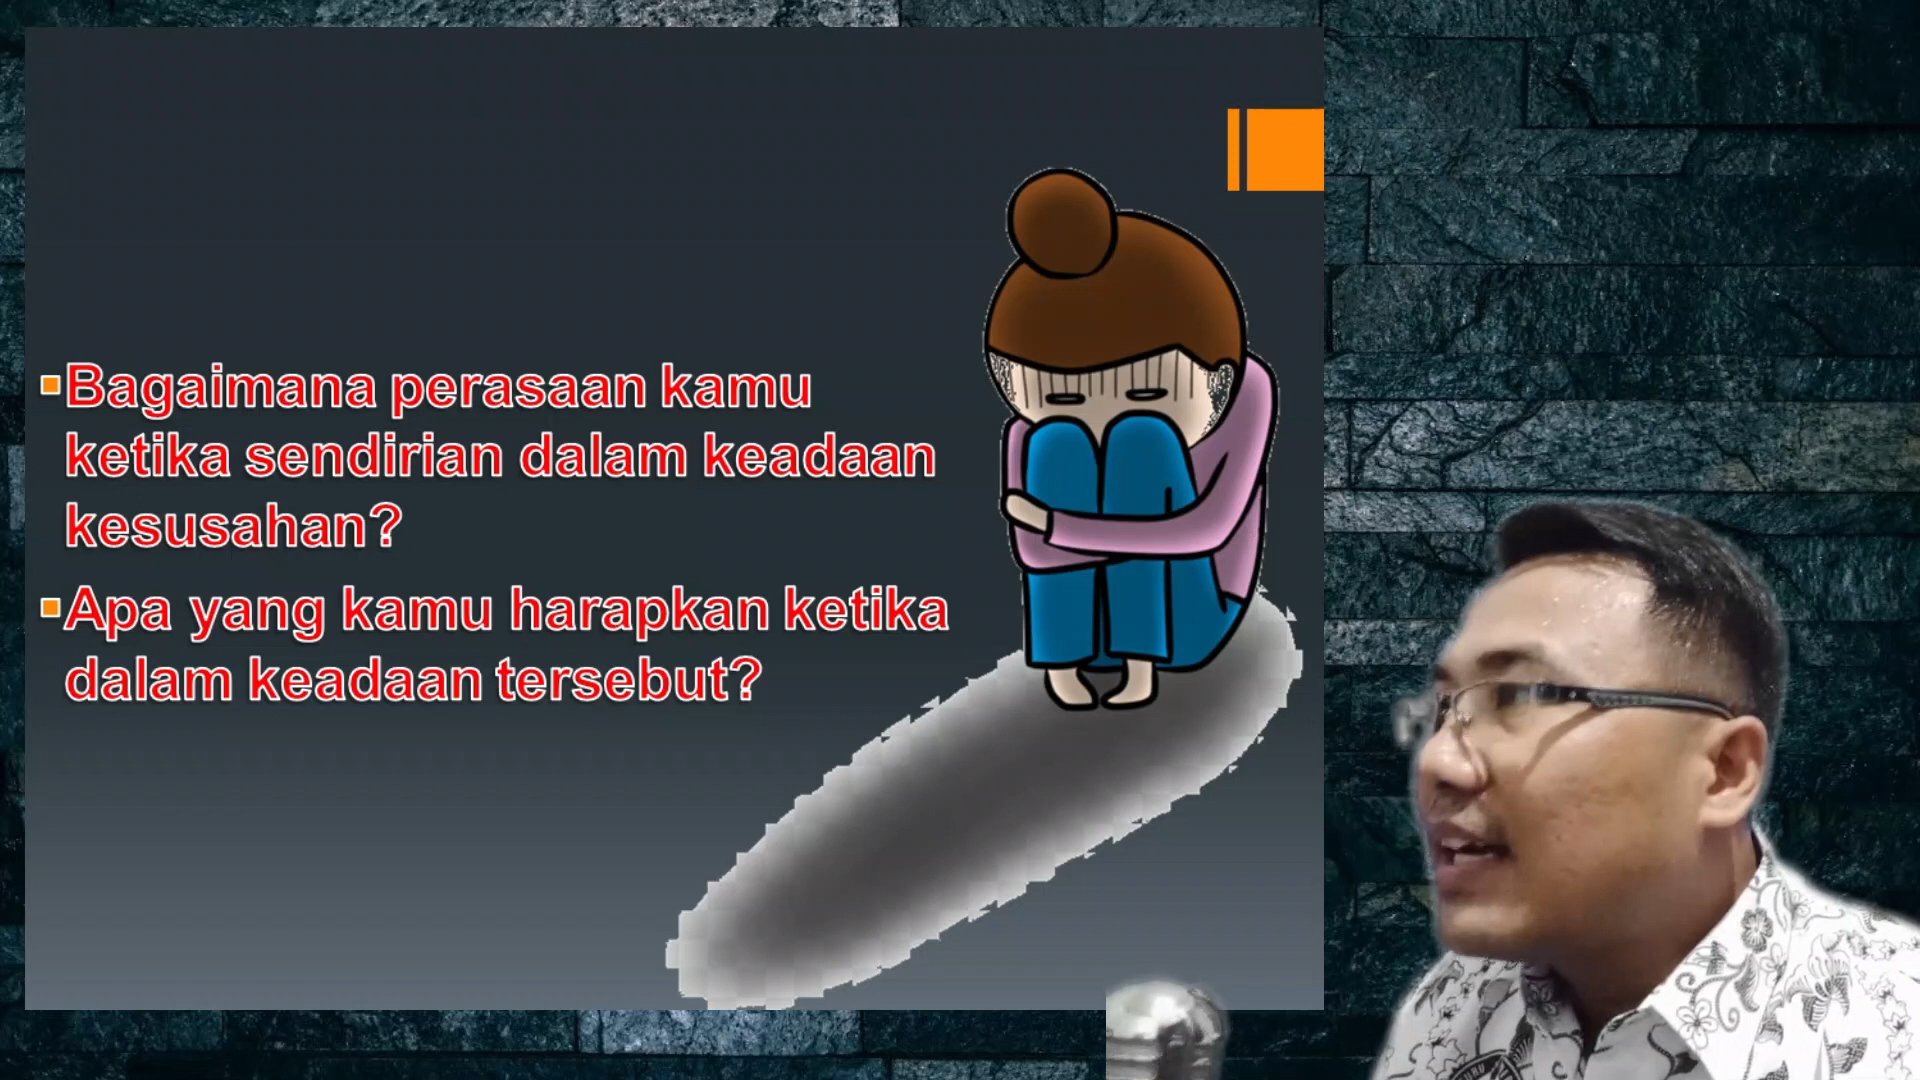 Bagaimana perasaan kamu
ketika sendirian dalam keadaan
kesusahan?
Apa yang kamu harapkan ketika
dalam keadaan tersebut?